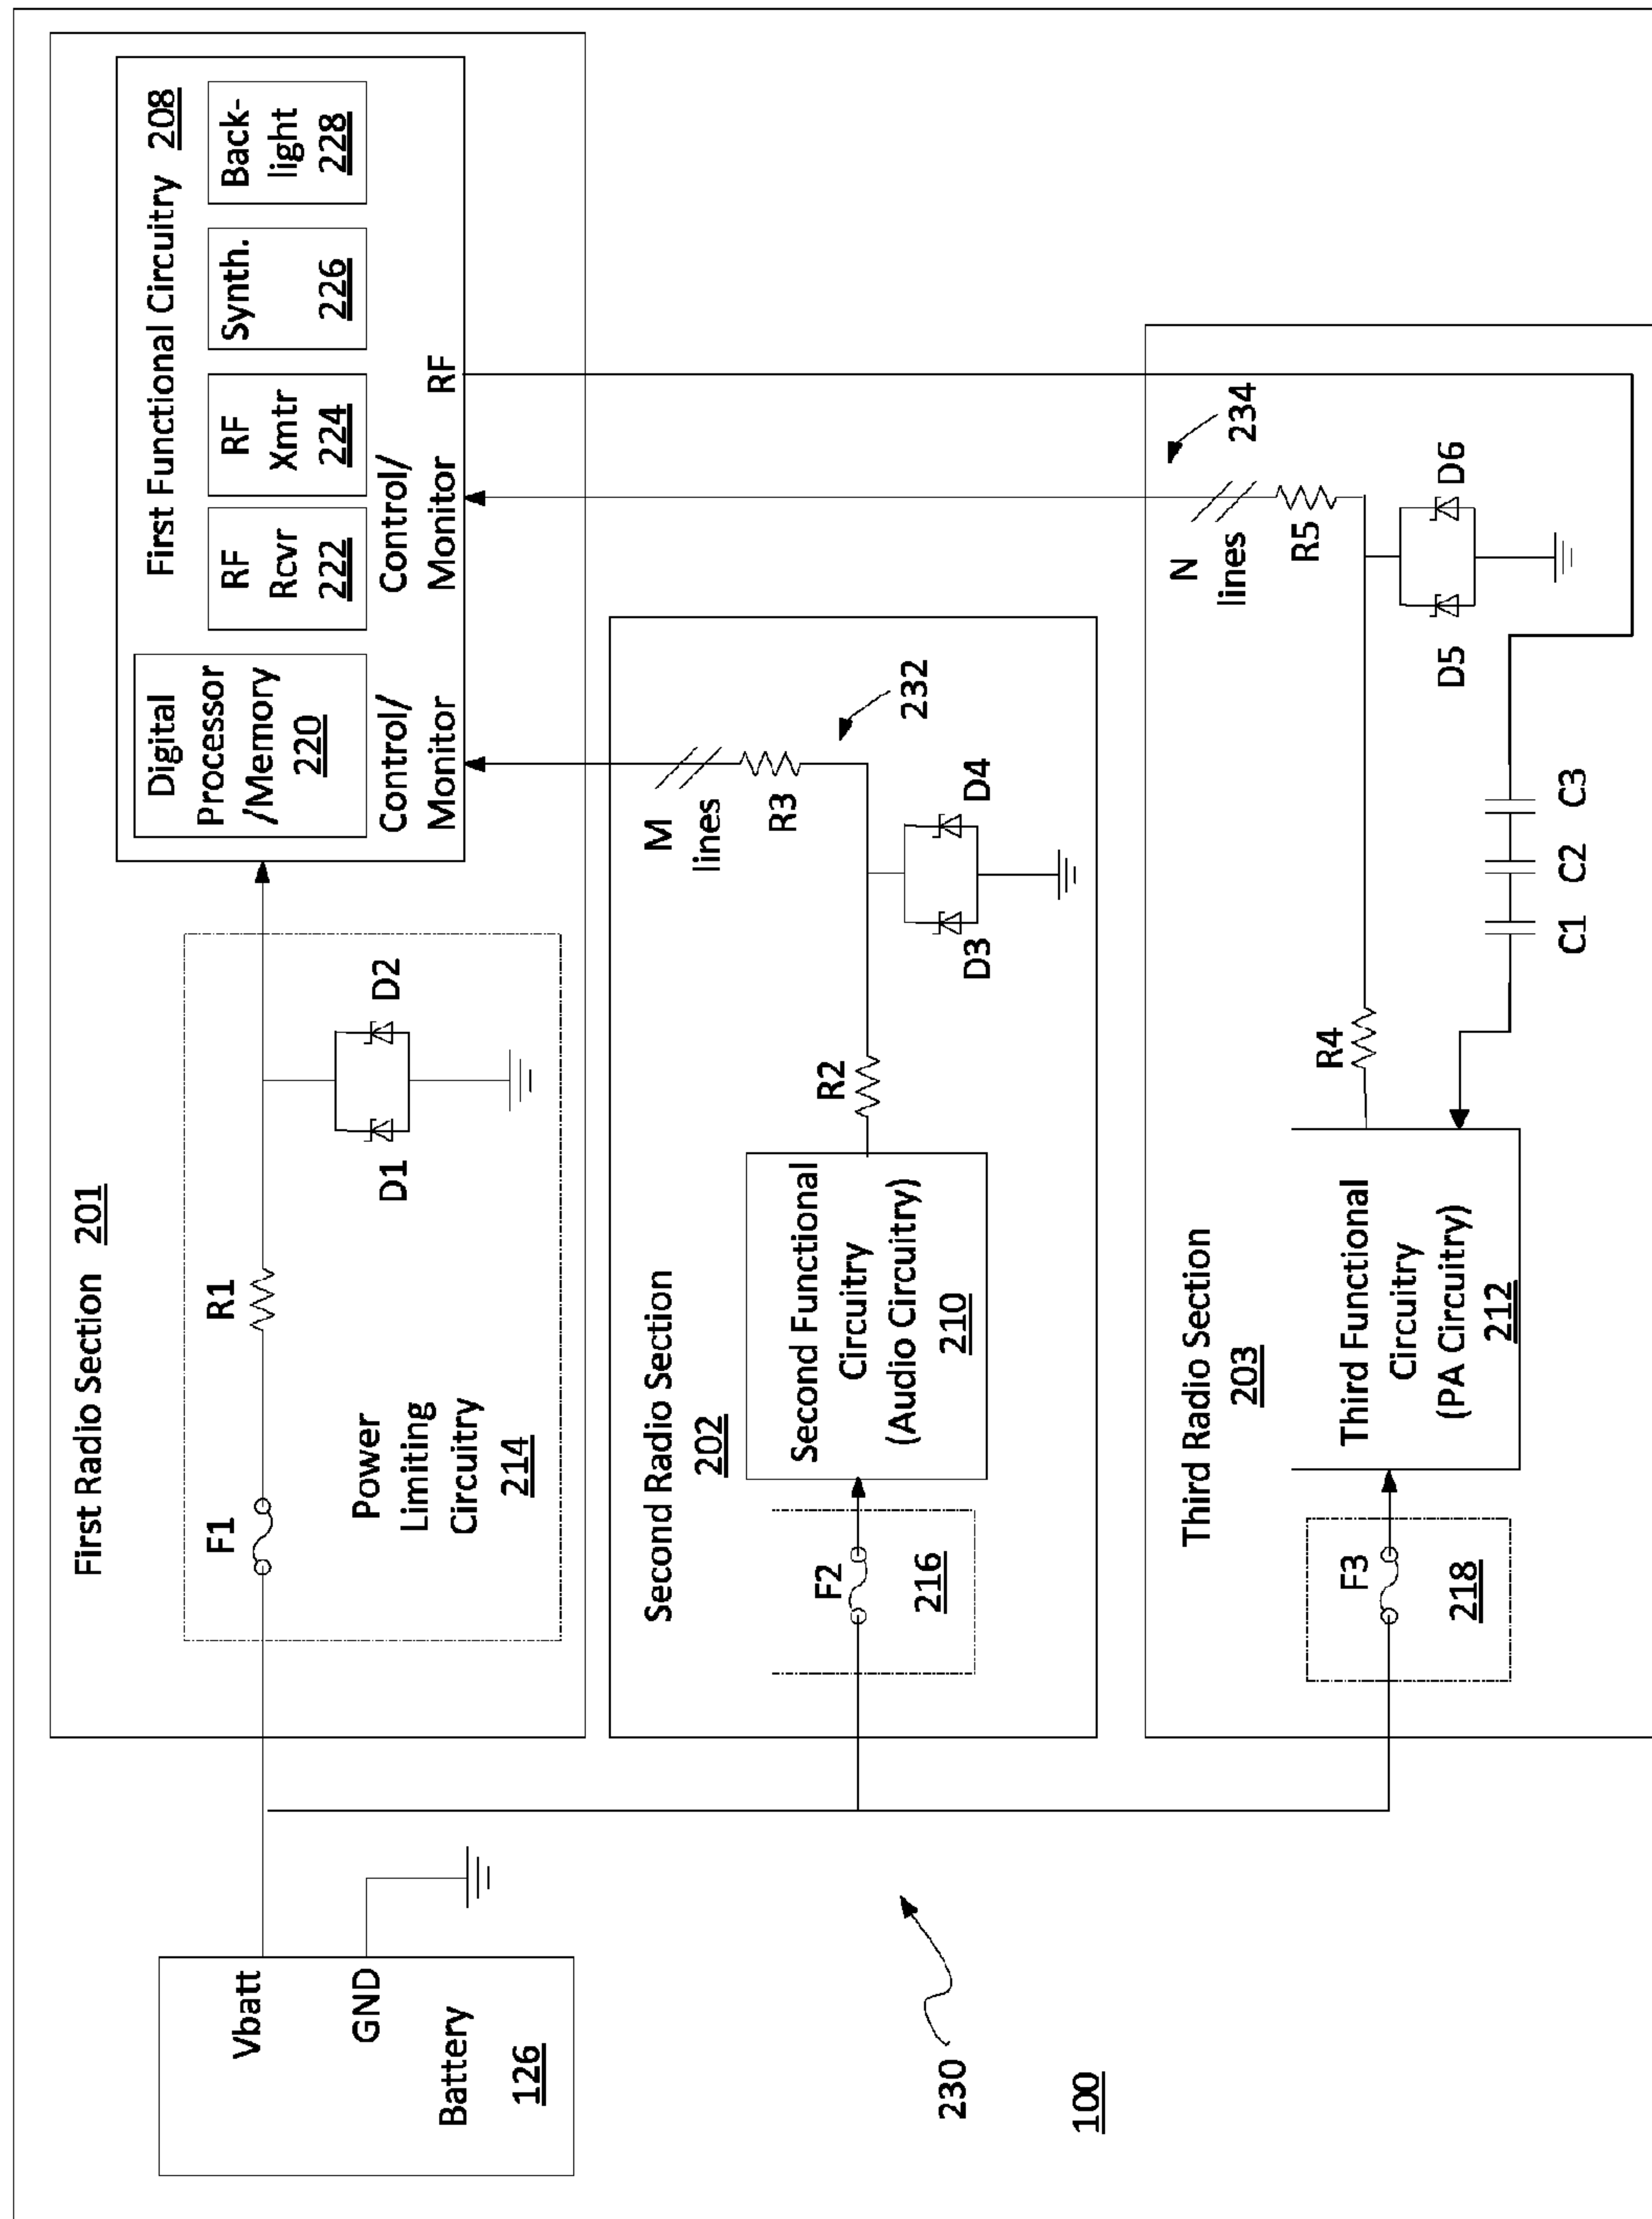 First Radio Section 201
F1
R1
D1
D2
Power
Limiting
Circuitry
214
First Functional Circuitry 208
Digital
Processor
/Memory
220
RF
Rcvr
222
RF
Xmtr
224
Synth.
226
Back-
light
228
Control/
Monitor
Control/
Monitor
RF
Vbatt
GND
Battery
126
Second Radio Section
202
F2
216
Second Functional
Circuitry
(Audio Circuitry)
210
R2
M
lines
R3
232
D3
D4
Third Radio Section
203
F3
218
Third Functional
Circuitry
(PA Circuitry)
212
R4
N
lines
R5
234
D5
D6
C1
C2
C3
230
100